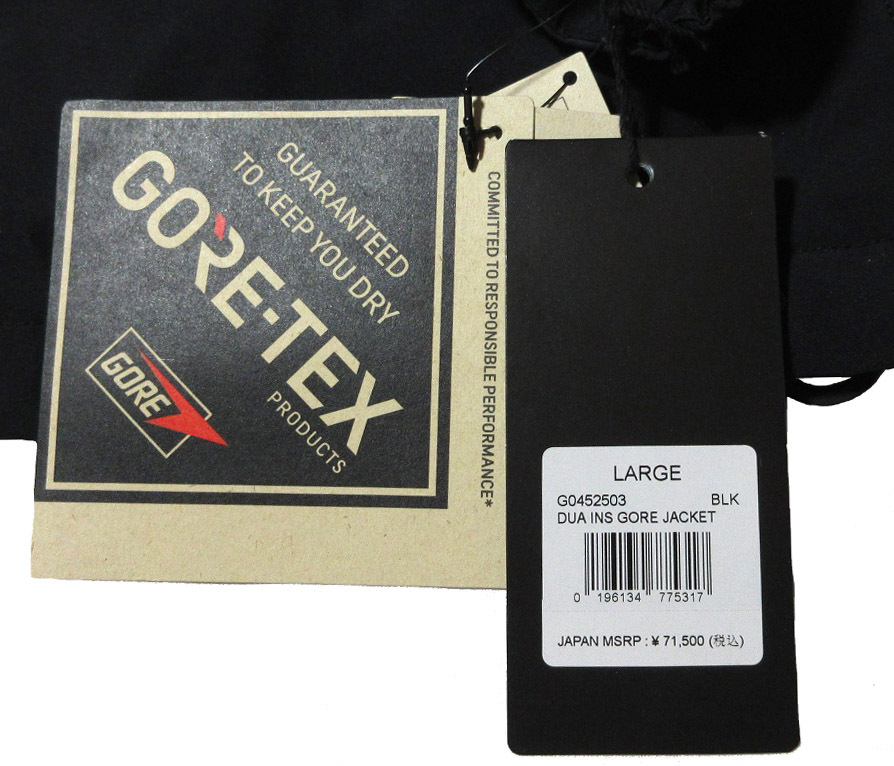 GUARANTEED
TO KEEP YOU DRY
GORE-TEX
PRODUCTS
GORE
COMMITTED TO RESPONSIBLE PERFORMANCE*
LARGE
G0452503 BLK
DUA INS GORE JACKET
0 196134 775317
JAPAN MSRP : ¥ 71,500 (税込)